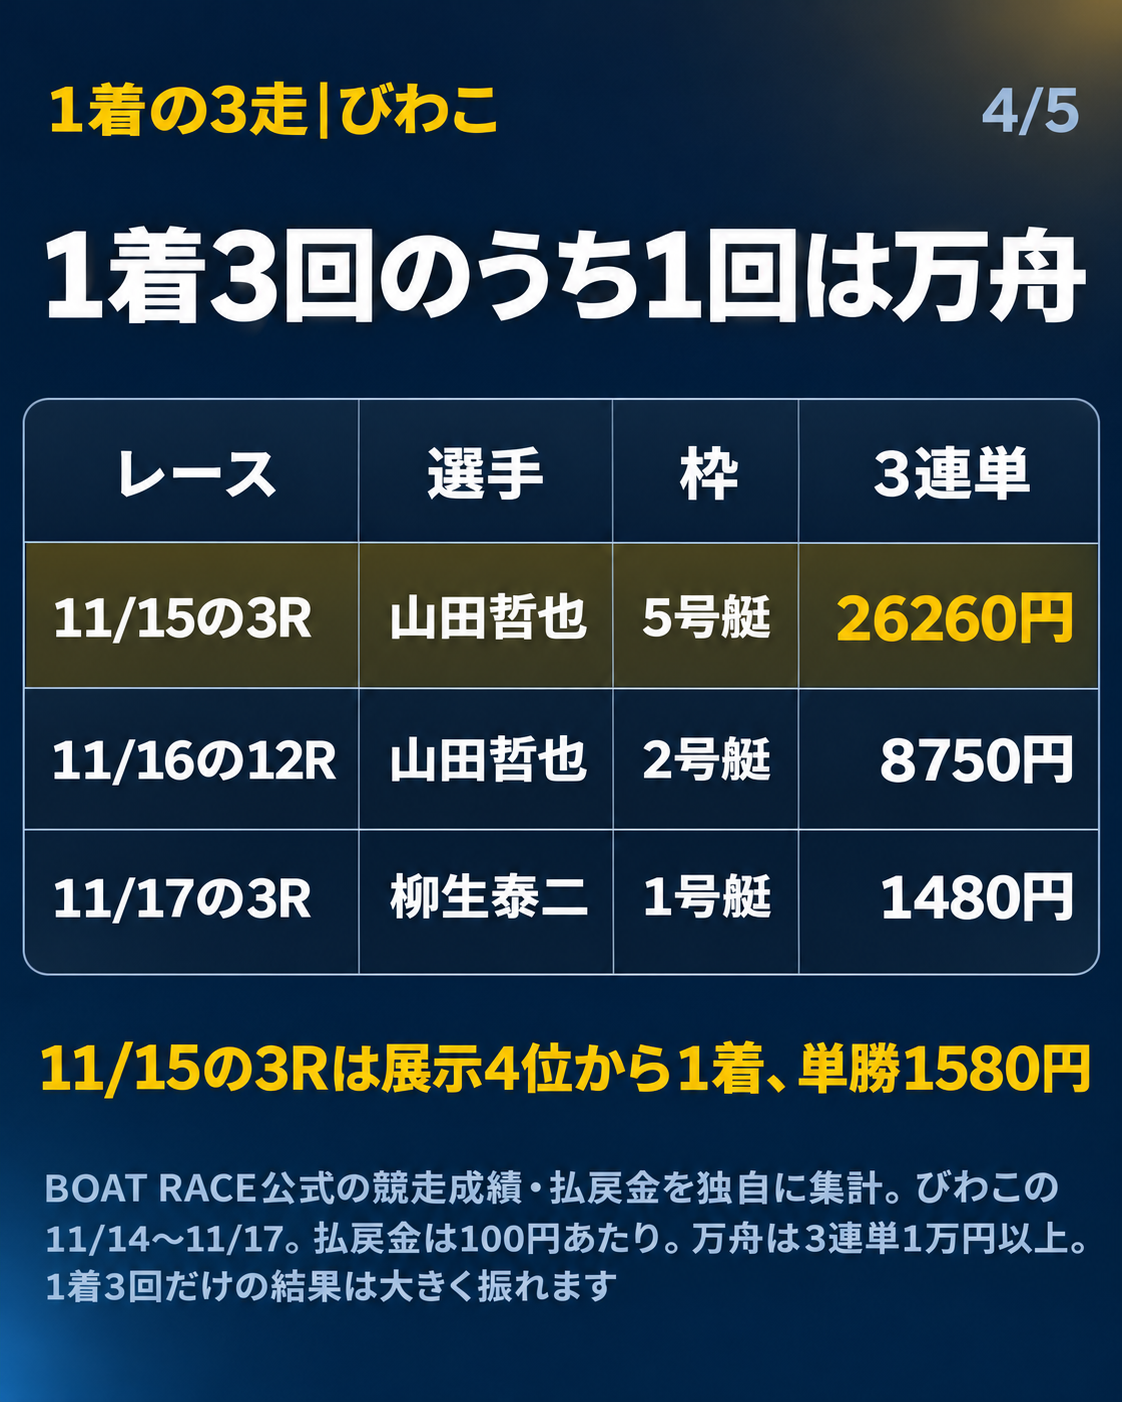 1着の3走|びわこ
4/5
1着3回のうち1回は万舟
レース 選手 枠 3連単
11/15の3R 山田哲也 5号艇 26260円
11/16の12R 山田哲也 2号艇 8750円
11/17の3R 柳生泰二 1号艇 1480円
11/15の3Rは展示4位から1着、単勝1580円
BOAT RACE公式の競走成績・払戻金を独自に集計。びわこの
11/14〜11/17。払戻金は100円あたり。万舟は3連単1万円以上。
1着3回だけの結果は大きく振れます